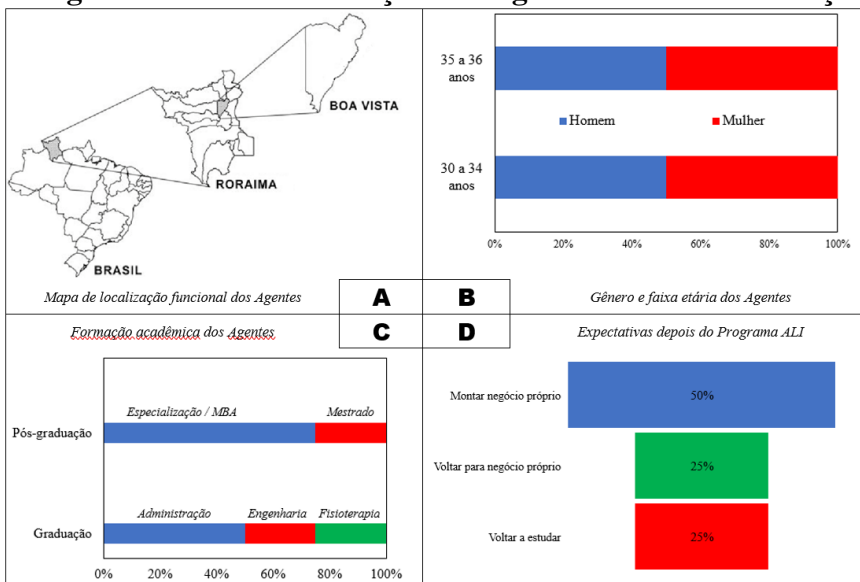 BOA VISTA
RORAIMA
BRASIL
Mapa de localização funcional dos Agentes
A
35 a 36
anos
Homem
Mulher
30 a 34
anos
0%
20%
40%
60%
80%
100%
B
Gênero e faixa etária dos Agentes
Formação acadêmica dos Agentes
C
Especialização / MBA
Mestrado
Pós-graduação
Administração
Engenharia
Fisioterapia
Graduação
0%
20%
40%
60%
80%
100%
D
Expectativas depois do Programa ALI
Montar negócio próprio
50%
Voltar para negócio próprio
25%
Voltar a estudar
25%